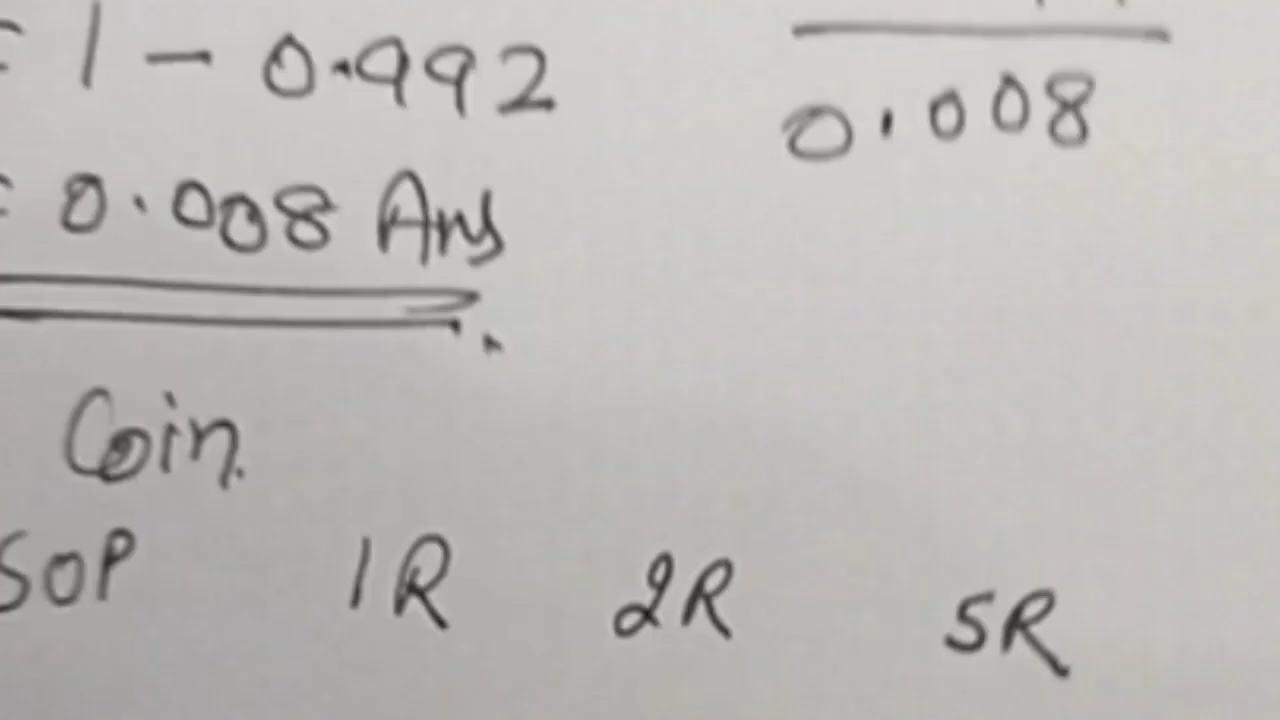 = 1 - 0.992
0.008
= 0.008 Ans
Coin.
50P 1R 2R 5R